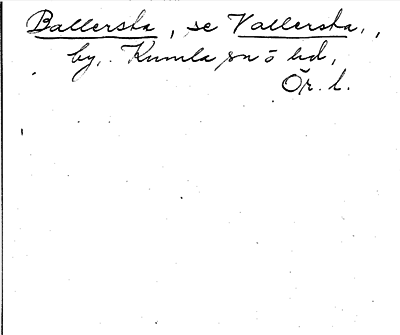 Ballersta, se Vallersta,,
by, Kumla sn o hd,
Ör. l.